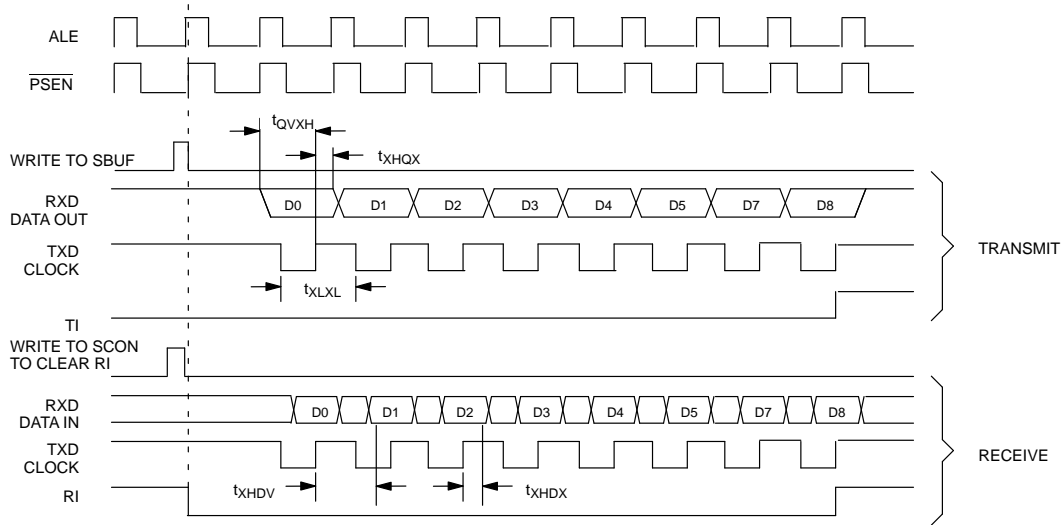 ALE
PSEN
tQVXH
WRITE TO SBUF
tXHQX
RXD
DATA OUT
D0 D1 D2 D3 D4 D5 D7 D8
TXD
CLOCK
TRANSMIT
tXLXL
TI
WRITE TO SCON
TO CLEAR RI
RXD
DATA IN
D0 D1 D2 D3 D4 D5 D7 D8
TXD
CLOCK
RECEIVE
tXHDV
tXHDX
RI